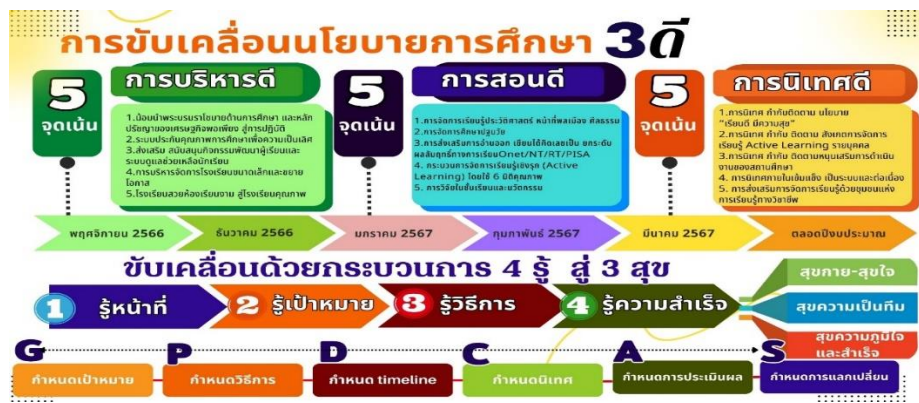 การขับเคลื่อนนโยบายการศึกษา 3ดี
5
จุดเน้น
การบริหารดี
1.น้อมนำพระบรมราโชบายด้านการศึกษา และหลัก
ปรัชญาของเศรษฐกิจพอเพียง สู่การปฏิบัติ
2.ระบบประกันคุณภาพการศึกษาเพื่อความเป็นเลิศ
3.ส่งเสริม สนับสนุนกิจกรรมพัฒนาผู้เรียนและ
ระบบดูแลช่วยเหลือนักเรียน
4.การบริหารจัดการโรงเรียนขนาดเล็กและขยาย
โอกาส
5.โรงเรียนสวยห้องเรียนงาม สู่โรงเรียนคุณภาพ
5
จุดเน้น
การสอนดี
1.การจัดการเรียนรู้ประวัติศาสตร์ หน้าที่พลเมือง ศีลธรรม
2.การจัดการศึกษาปฐมวัย
3.การส่งเสริมการอ่านออก เขียนได้คิดเลขเป็น ยกระดับ
ผลสัมฤทธิ์ทางการเรียนOnet/NT/RT/PISA
4. กระบวนการจัดการเรียนรู้เชิงรุก (Active
Learning) โดยใช้ 6 มิติคุณภาพ
5. การวิจัยในชั้นเรียนและนวัตกรรม
5
จุดเน้น
การนิเทศดี
1.การนิเทศ กำกับติดตาม นโยบาย
"เรียนดี มีความสุข"
2.การนิเทศ กำกับ ติดตาม สังเกตการจัดการ
เรียนรู้ Active Learning รายบุคคล
3.การนิเทศ กำกับ ติดตามหนุนเสริมการดำเนิน
งานของสถานศึกษา
4. การนิเทศภายในเข้มแข็ง เป็นระบบและต่อเนื่อง
5. การส่งเสริมการจัดการเรียนรู้ด้วยชุมชนแห่ง
การเรียนรู้ทางวิชาชีพ
พฤศจิกายน 2566
ธันวาคม 2566
มกราคม 2567
กุมภาพันธ์ 2567
มีนาคม 2567
ตลอดปีงบประมาณ
ขับเคลื่อนด้วยกระบวนการ 4 รู้ สู่ 3 สุข
1 รู้หน้าที่
2 รู้เป้าหมาย
3 รู้วิธีการ
4 รู้ความสำเร็จ
สุขกาย-สุขใจ
สุขความเป็นทีม
สุขความภูมิใจ
และสำเร็จ
G P D C A S
กำหนดเป้าหมาย
กำหนดวิธีการ
กำหนด timeline
กำหนดนิเทศ
กำหนดการประเมินผล
กำหนดการแลกเปลี่ยน